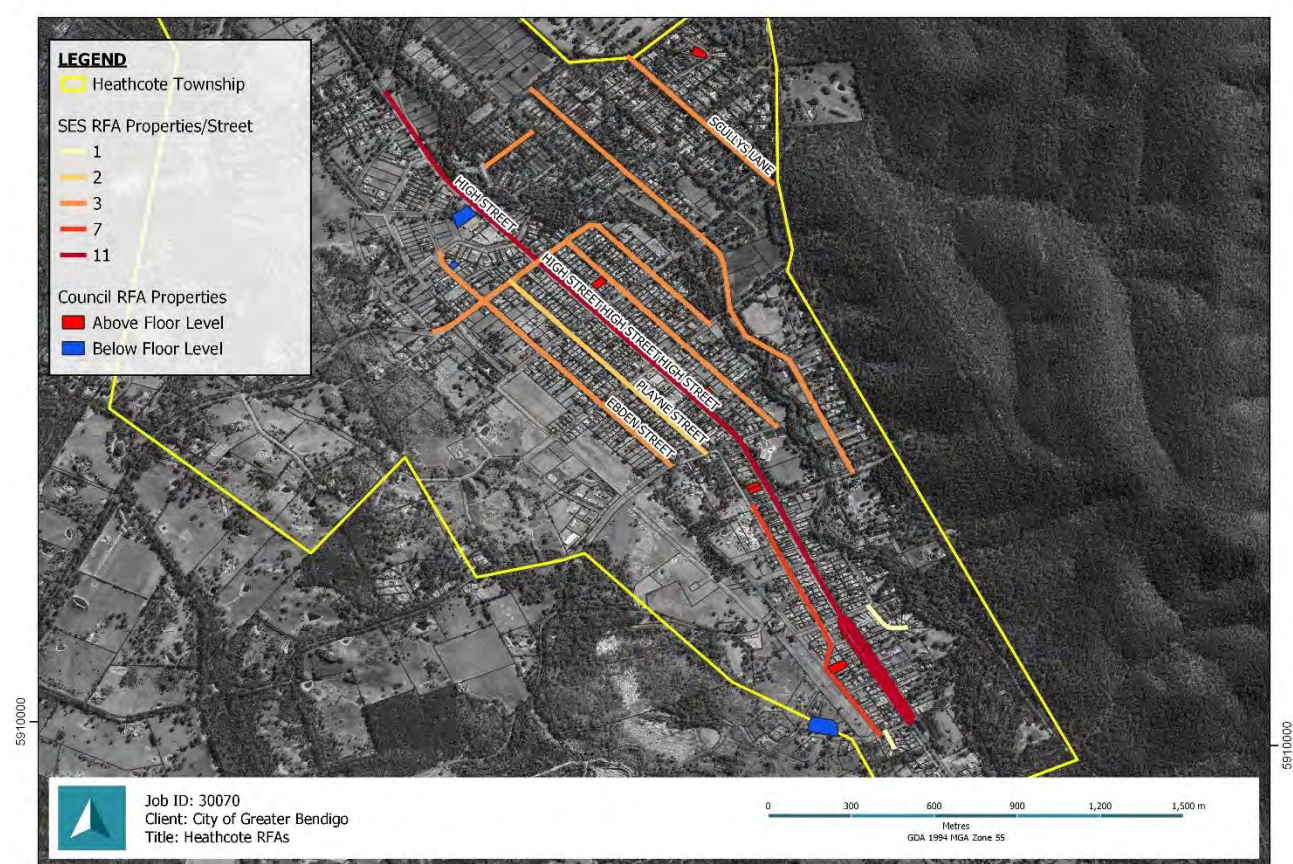 LEGEND
Heathcote Township
SES RFA Properties/Street
1
2
3
7
11
Council RFA Properties
Above Floor Level
Below Floor Level
SCULLYS LANE
HIGH STREET
HIGH STREET
HIGH STREET
HIGH STREET
PLAYNE STREET
EBDEN STREET
5910000
5910000
Job ID: 30070
Client: City of Greater Bendigo
Title: Heathcote RFAs
0 300 600 900 1,200 1,500 m
Metres
GDA 1994 MGA Zone 55